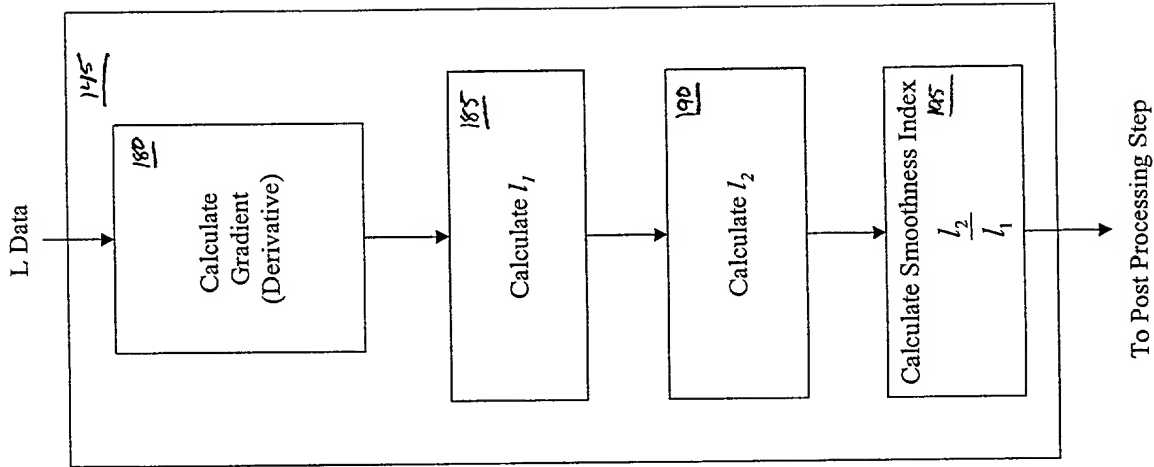 L Data
145
180
Calculate
Gradient
(Derivative)
185
Calculate l₁
190
Calculate l₂
Calculate Smoothness Index
195
l₂
l₁
To Post Processing Step